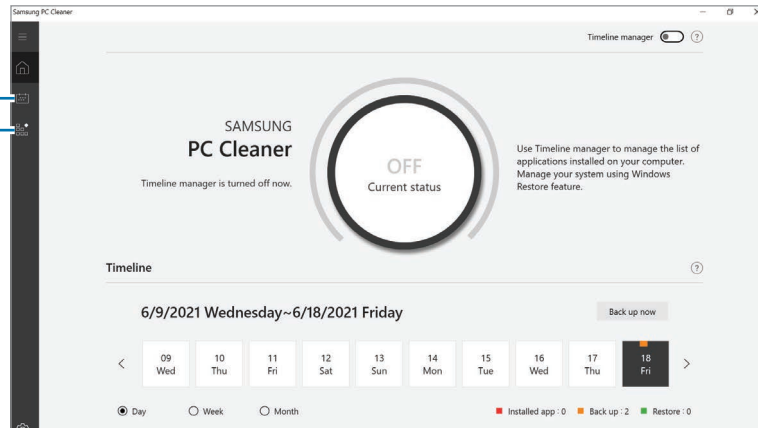 Samsung PC Cleaner
Timeline manager
?
SAMSUNG
PC Cleaner
Timeline manager is turned off now.
OFF
Current status
Use Timeline manager to manage the list of
applications installed on your computer.
Manage your system using Windows
Restore feature.
Timeline
?
6/9/2021 Wednesday~6/18/2021 Friday
Back up now
09 10 11 12 13 14 15 16 17 18
Wed Thu Fri Sat Sun Mon Tue Wed Thu Fri
Day Week Month
Installed app : 0 Back up : 2 Restore : 0